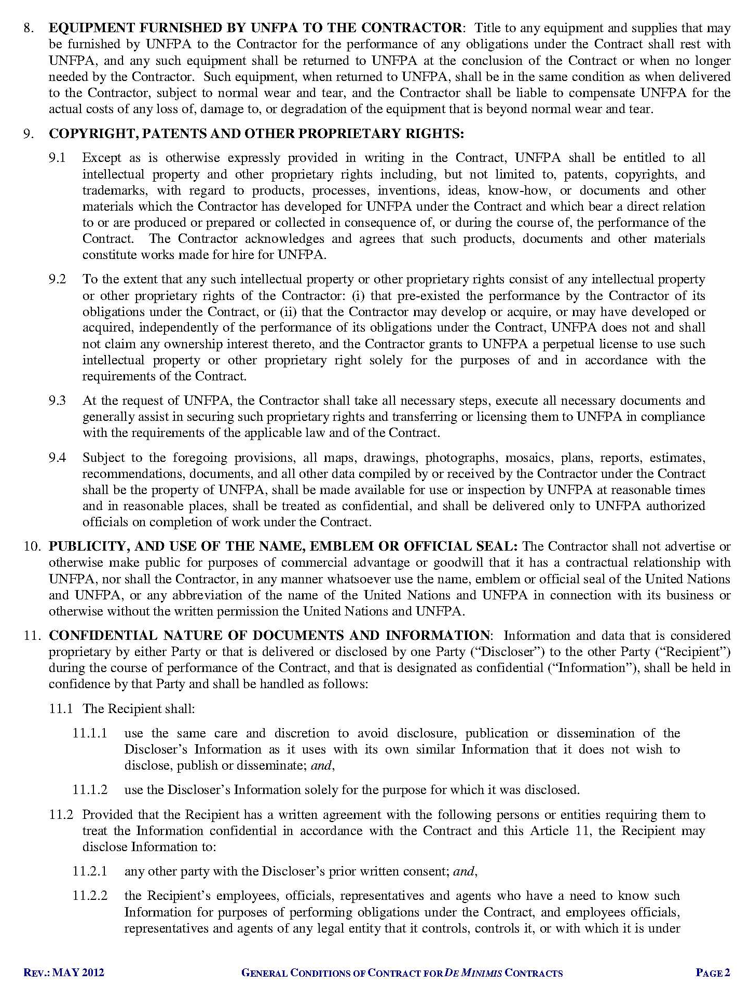 8. EQUIPMENT FURNISHED BY UNFPA TO THE CONTRACTOR: Title to any equipment and supplies that may
be furnished by UNFPA to the Contractor for the performance of any obligations under the Contract shall rest with
UNFPA, and any such equipment shall be returned to UNFPA at the conclusion of the Contract or when no longer
needed by the Contractor. Such equipment, when returned to UNFPA, shall be in the same condition as when delivered
to the Contractor, subject to normal wear and tear, and the Contractor shall be liable to compensate UNFPA for the
actual costs of any loss of, damage to, or degradation of the equipment that is beyond normal wear and tear.
9. COPYRIGHT, PATENTS AND OTHER PROPRIETARY RIGHTS:
9.1 Except as is otherwise expressly provided in writing in the Contract, UNFPA shall be entitled to all
intellectual property and other proprietary rights including, but not limited to, patents, copyrights, and
trademarks, with regard to products, processes, inventions, ideas, know-how, or documents and other
materials which the Contractor has developed for UNFPA under the Contract and which bear a direct relation
to or are produced or prepared or collected in consequence of, or during the course of, the performance of the
Contract. The Contractor acknowledges and agrees that such products, documents and other materials
constitute works made for hire for UNFPA.
9.2 To the extent that any such intellectual property or other proprietary rights consist of any intellectual property
or other proprietary rights of the Contractor: (i) that pre-existed the performance by the Contractor of its
obligations under the Contract, or (ii) that the Contractor may develop or acquire, or may have developed or
acquired, independently of the performance of its obligations under the Contract, UNFPA does not and shall
not claim any ownership interest thereto, and the Contractor grants to UNFPA a perpetual license to use such
intellectual property or other proprietary right solely for the purposes of and in accordance with the
requirements of the Contract.
9.3 At the request of UNFPA, the Contractor shall take all necessary steps, execute all necessary documents and
generally assist in securing such proprietary rights and transferring or licensing them to UNFPA in compliance
with the requirements of the applicable law and of the Contract.
9.4 Subject to the foregoing provisions, all maps, drawings, photographs, mosaics, plans, reports, estimates,
recommendations, documents, and all other data compiled by or received by the Contractor under the Contract
shall be the property of UNFPA, shall be made available for use or inspection by UNFPA at reasonable times
and in reasonable places, shall be treated as confidential, and shall be delivered only to UNFPA authorized
officials on completion of work under the Contract.
10. PUBLICITY, AND USE OF THE NAME, EMBLEM OR OFFICIAL SEAL: The Contractor shall not advertise or
otherwise make public for purposes of commercial advantage or goodwill that it has a contractual relationship with
UNFPA, nor shall the Contractor, in any manner whatsoever use the name, emblem or official seal of the United Nations
and UNFPA, or any abbreviation of the name of the United Nations and UNFPA in connection with its business or
otherwise without the written permission the United Nations and UNFPA.
11. CONFIDENTIAL NATURE OF DOCUMENTS AND INFORMATION: Information and data that is considered
proprietary by either Party or that is delivered or disclosed by one Party (“Discloser”) to the other Party (“Recipient”)
during the course of performance of the Contract, and that is designated as confidential (“Information”), shall be held in
confidence by that Party and shall be handled as follows:
11.1 The Recipient shall:
11.1.1 use the same care and discretion to avoid disclosure, publication or dissemination of the
Discloser’s Information as it uses with its own similar Information that it does not wish to
disclose, publish or disseminate; and,
11.1.2 use the Discloser’s Information solely for the purpose for which it was disclosed.
11.2 Provided that the Recipient has a written agreement with the following persons or entities requiring them to
treat the Information confidential in accordance with the Contract and this Article 11, the Recipient may
disclose Information to:
11.2.1 any other party with the Discloser’s prior written consent; and,
11.2.2 the Recipient’s employees, officials, representatives and agents who have a need to know such
Information for purposes of performing obligations under the Contract, and employees officials,
representatives and agents of any legal entity that it controls, controls it, or with which it is under
REV.: MAY 2012 GENERAL CONDITIONS OF CONTRACT FOR DE MINIMIS CONTRACTS PAGE 2